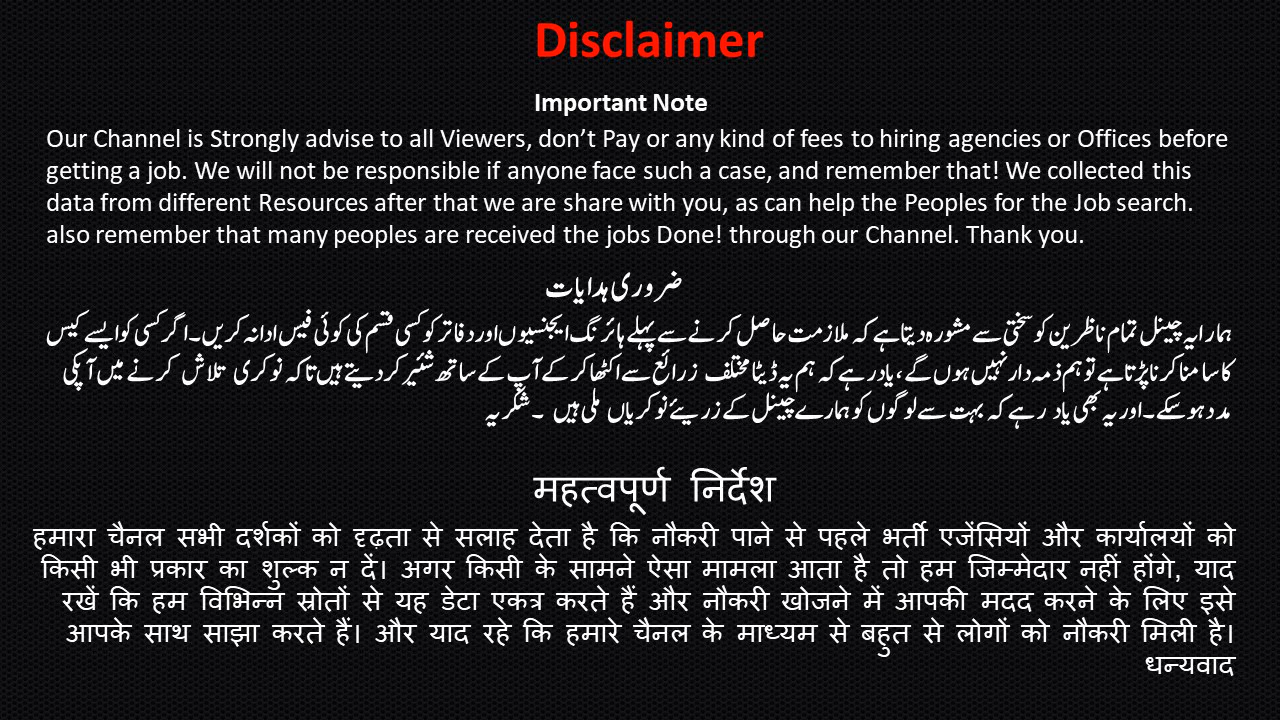 Disclaimer
Important Note
Our Channel is Strongly advise to all Viewers, don’t Pay or any kind of fees to hiring agencies or Offices before
getting a job. We will not be responsible if anyone face such a case, and remember that! We collected this
data from different Resources after that we are share with you, as can help the Peoples for the Job search.
also remember that many peoples are received the jobs Done! through our Channel. Thank you.
ضروری ہدایات
ہمارا یہ چینل تمام ناظرین کو سختی سے مشورہ دیتا ہے کہ ملازمت حاصل کرنے سے پہلے ہائرنگ ایجنسیوں اور دفاتر کو کسی قسم کی کوئی فیس ادا نہ کریں۔ اگر کسی کو ایسے کیس
کا سامنا کرنا پڑتا ہے تو ہم ذمہ دار نہیں ہوں گے، یاد رہے کہ ہم یہ ڈیٹا مختلف زرائع سے اکٹھا کر کے آپ کے ساتھ شئیر کر دیتے ہیں تاکہ نوکری تلاش کرنے میں آپکی
مدد ہو سکے۔ اور یہ بھی یاد رہے کہ بہت سے لوگوں کو ہمارے چینل کے زریئے نوکریاں ملی ہیں ۔ شکریہ
महत्वपूर्ण निर्देश
हमारा चैनल सभी दर्शकों को दृढ़ता से सलाह देता है कि नौकरी पाने से पहले भर्ती एजेंसियों और कार्यालयों को
किसी भी प्रकार का शुल्क न दें। अगर किसी के सामने ऐसा मामला आता है तो हम जिम्मेदार नहीं होंगे, याद
रखें कि हम विभिन्न स्रोतों से यह डेटा एकत्र करते हैं और नौकरी खोजने में आपकी मदद करने के लिए इसे
आपके साथ साझा करते हैं। और याद रहे कि हमारे चैनल के माध्यम से बहुत से लोगों को नौकरी मिली है।
धन्यवाद